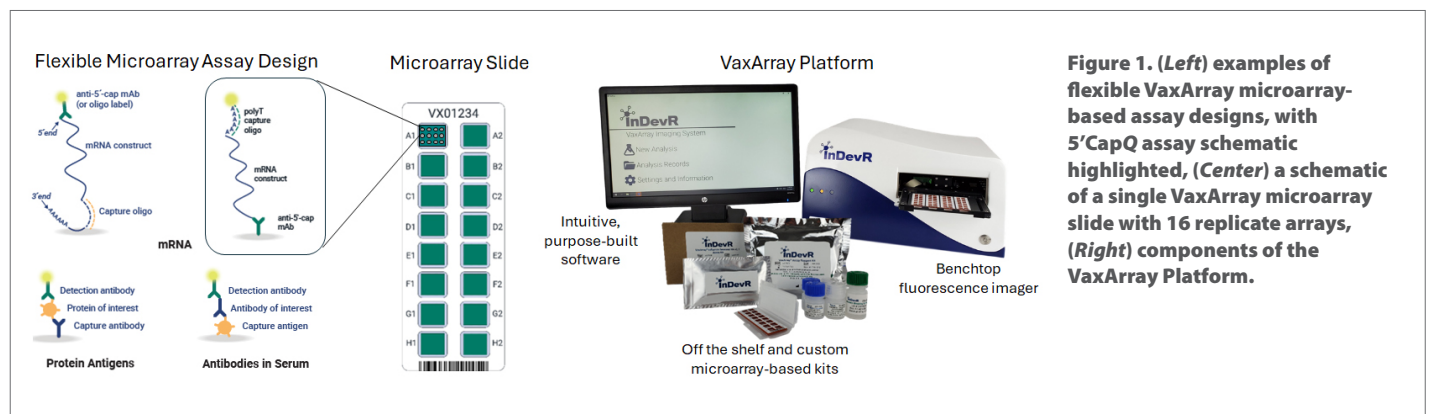 Flexible Microarray Assay Design
anti-5´-cap mAb
(or oligo label)
5´end
mRNA construct
3´end
Capture oligo
polyT
capture
oligo
mRNA
construct
anti-5´-cap
mAb
mRNA
Detection antibody
Protein of interest
Capture antibody
Protein Antigens
Detection antibody
Antibody of interest
Capture antigen
Antibodies in Serum
Microarray Slide
VX01234
A1
A2
B1
B2
C1
C2
D1
D2
E1
E2
F1
F2
G1
G2
H1
H2
VaxArray Platform
InDevR
VaxArray Imaging System
New Analysis
Analysis Records
Settings and Information
InDevR
Intuitive,
purpose-built
software
InDevR
InDevR
InDevR
Benchtop
fluorescence imager
Off the shelf and custom
microarray-based kits
Figure 1. (Left) examples of
flexible VaxArray microarray-
based assay designs, with
5’CapQ assay schematic
highlighted, (Center) a schematic
of a single VaxArray microarray
slide with 16 replicate arrays,
(Right) components of the
VaxArray Platform.